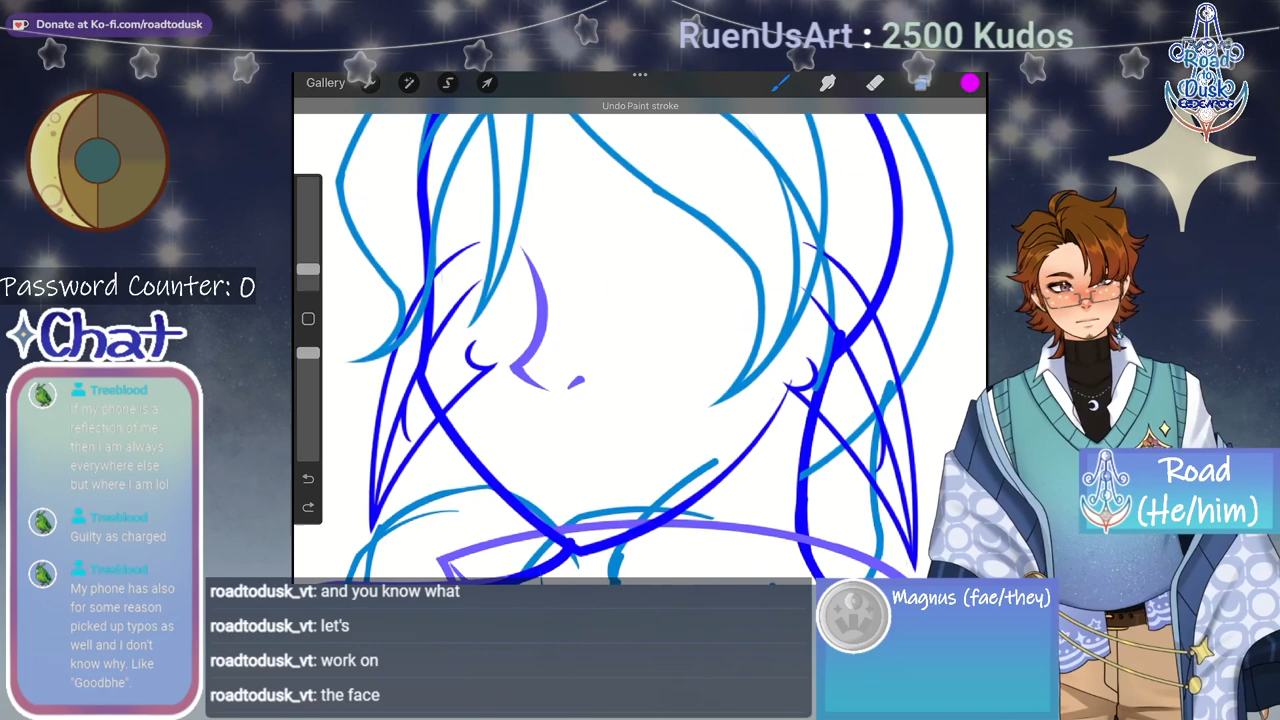 Donate at Ko-fi.com/roadtodusk
RuenUsArt : 2500 Kudos
Road
to
Dusk
Gallery
Undo Paint stroke
Password Counter: 0
Chat
Treeblood
If my phone is a
reflection of me
then i am always
everywhere else
but where I am lol
Treeblood
Guilty as charged
Treeblood
My phone has also
for some reason
picked up typos as
well and I don't
know why. Like
"Goodbhe".
roadtodusk_vt: and you know what
roadtodusk_vt: let's
roadtodusk_vt: work on
roadtodusk_vt: the face
Magnus (fae/they)
Road
(He/him)